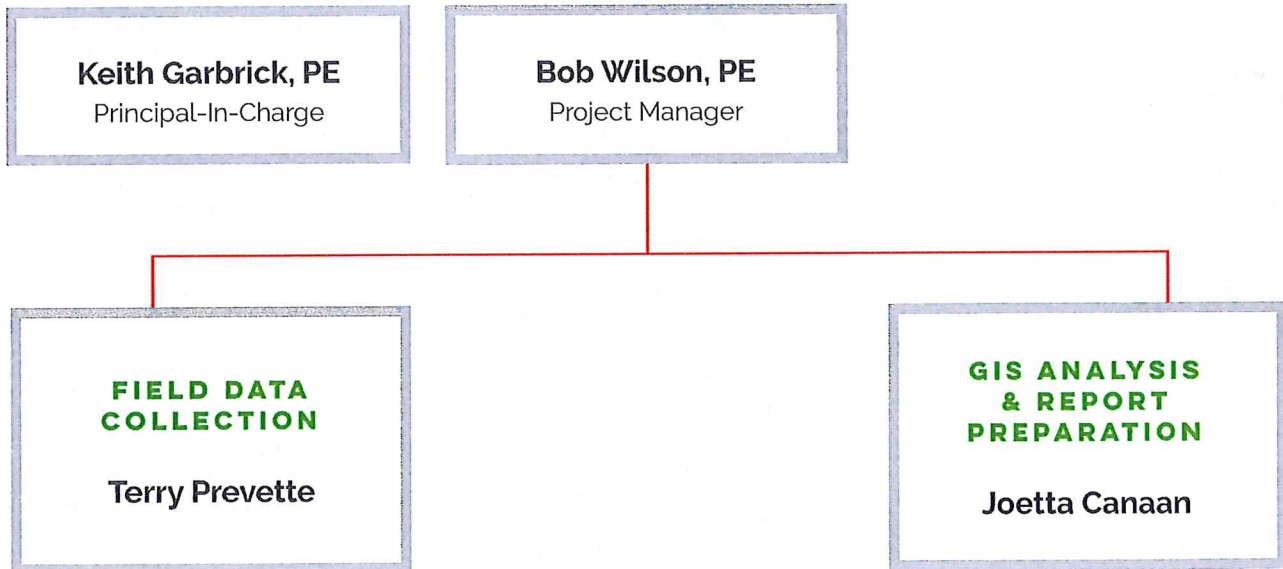 Keith Garbrick, PE
Principal-In-Charge
Bob Wilson, PE
Project Manager
FIELD DATA
COLLECTION
Terry Prevette
GIS ANALYSIS
& REPORT
PREPARATION
Joetta Canaan